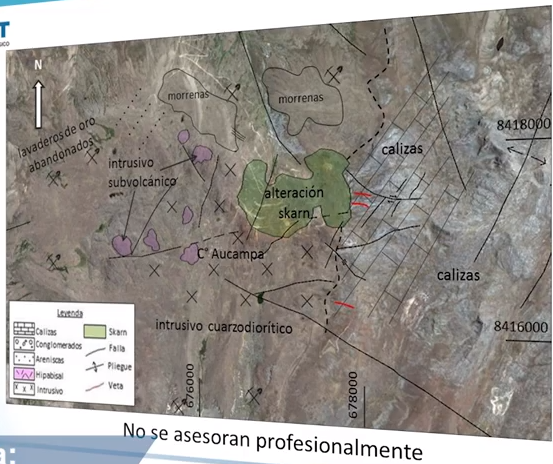 T
N
morrenas
morrenas
lavaderos de oro
abandonados
intrusivo
subvolcánico
calizas
8418000
alteración
skarn
C° Aucampa
calizas
intrusivo cuarzodiorítico
8416000
676000
678000
Leyenda
Calizas
Conglomerados
Areniscas
Hipabisal
Intrusivo
Skarn
Falla
Pliegue
Veta
No se asesoran profesionalmente
a: